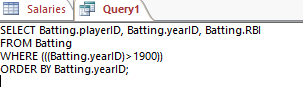 Salaries Query1
SELECT Batting.playerID, Batting.yearID, Batting.RBI
FROM Batting
WHERE (((Batting.yearID)>1900))
ORDER BY Batting.yearID;